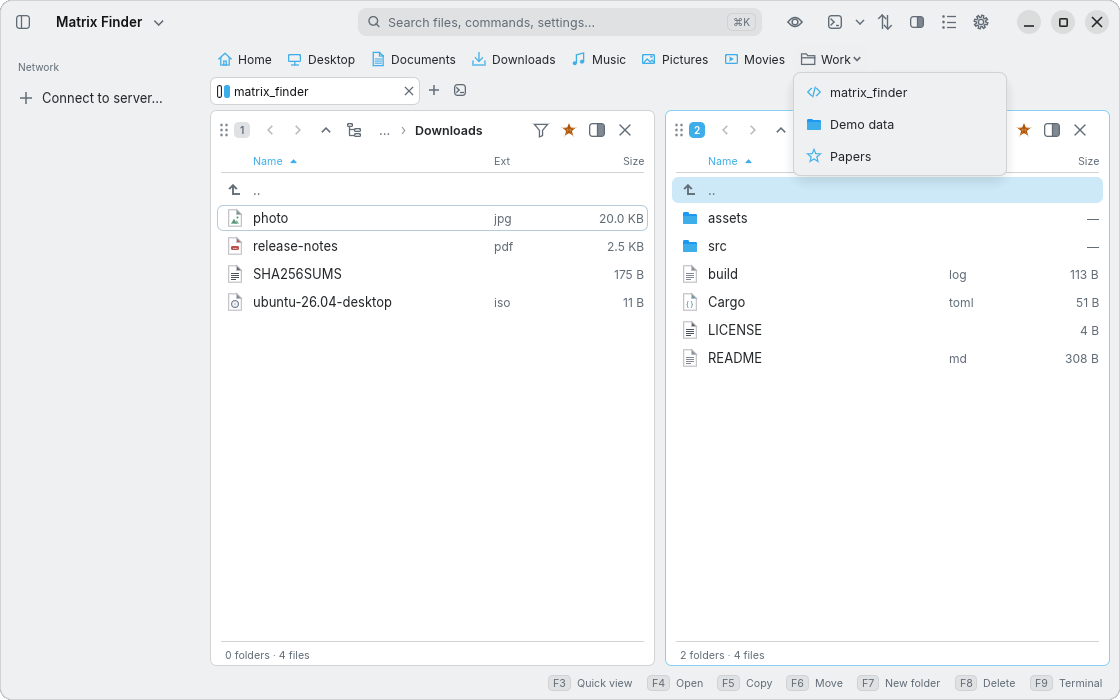 Matrix Finder
Search files, commands, settings...
⌘K
Network
Connect to server...
Home
Desktop
Documents
Downloads
Music
Pictures
Movies
Work
matrix_finder
Demo data
Papers
matrix_finder
1
... › Downloads
Name Ext Size
..
photo jpg 20.0 KB
release-notes pdf 2.5 KB
SHA256SUMS 175 B
ubuntu-26.04-desktop iso 11 B
0 folders · 4 files
2
Name Size
..
assets —
src —
build log 113 B
Cargo toml 51 B
LICENSE 4 B
README md 308 B
2 folders · 4 files
F3 Quick view F4 Open F5 Copy F6 Move F7 New folder F8 Delete F9 Terminal